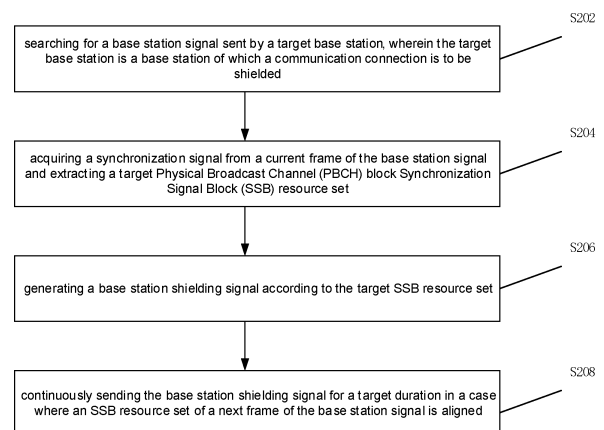 S202
searching for a base station signal sent by a target base station, wherein the target
base station is a base station of which a communication connection is to be
shielded
S204
acquiring a synchronization signal from a current frame of the base station signal
and extracting a target Physical Broadcast Channel (PBCH) block Synchronization
Signal Block (SSB) resource set
S206
generating a base station shielding signal according to the target SSB resource set
S208
continuously sending the base station shielding signal for a target duration in a case
where an SSB resource set of a next frame of the base station signal is aligned